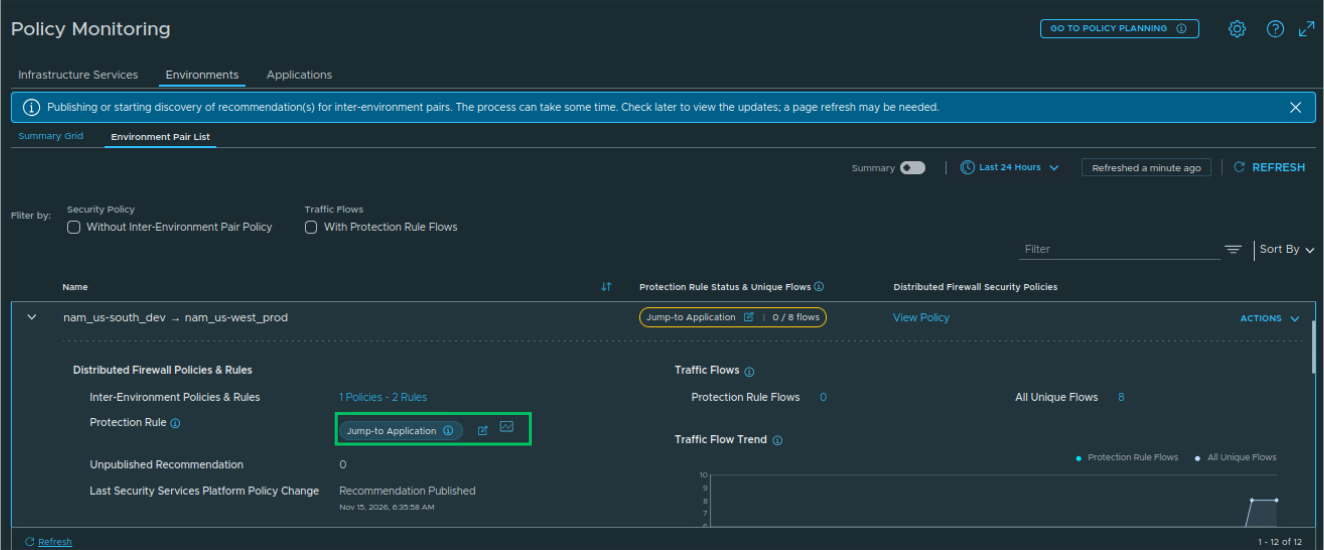 Policy Monitoring
GO TO POLICY PLANNING
Infrastructure Services Environments Applications
Publishing or starting discovery of recommendation(s) for inter-environment pairs. The process can take some time. Check later to view the updates; a page refresh may be needed.
Summary Grid Environment Pair List
Summary | Last 24 Hours Refreshed a minute ago | REFRESH
Security Policy Traffic Flows
Fliter by: Without Inter-Environment Pair Policy With Protection Rule Flows
Filter Sort By
Name Protection Rule Status & Unique Flows Distributed Firewall Security Policies
nam_us-south_dev → nam_us-west_prod Jump-to Application | 0 / 8 flows View Policy ACTIONS
Distributed Firewall Policies & Rules Traffic Flows
Inter-Environment Policies & Rules 1 Policies - 2 Rules Protection Rule Flows 0 All Unique Flows 8
Protection Rule Jump-to Application
Traffic Flow Trend
Protection Rule Flows All Unique Flows
Unpublished Recommendation 0
10
9
8
7
6
Last Security Services Platform Policy Change Recommendation Published
Nov 15, 2026, 6:35:58 AM
Refresh 1 - 12 of 12